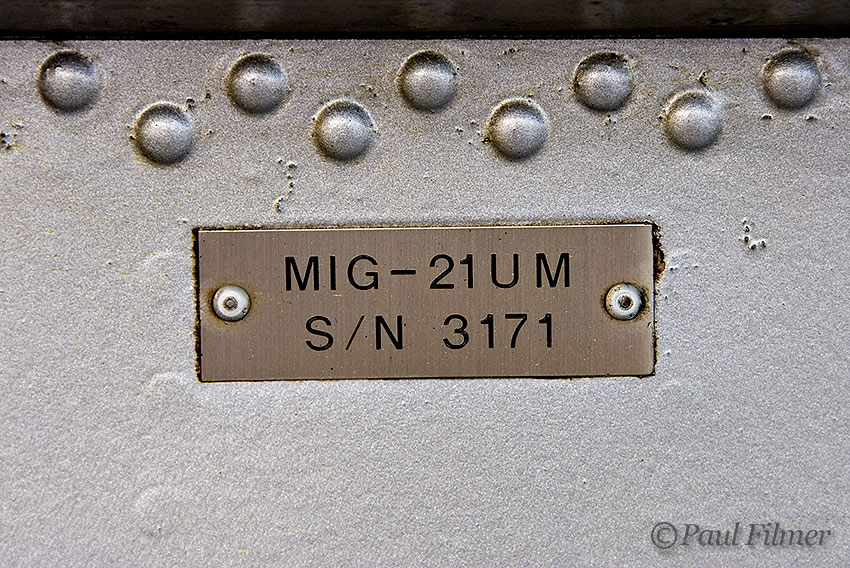 MIG-21UM
S/N 3171
©Paul Filmer